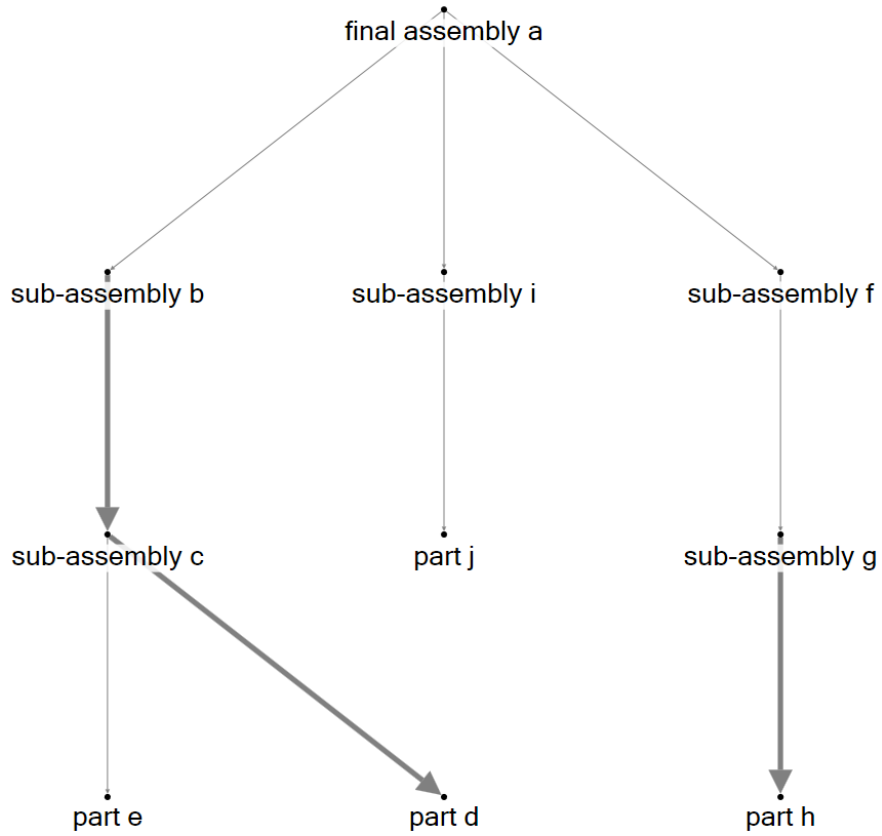 final assembly a
sub-assembly b
sub-assembly i
sub-assembly f
sub-assembly c
part j
sub-assembly g
part e
part d
part h